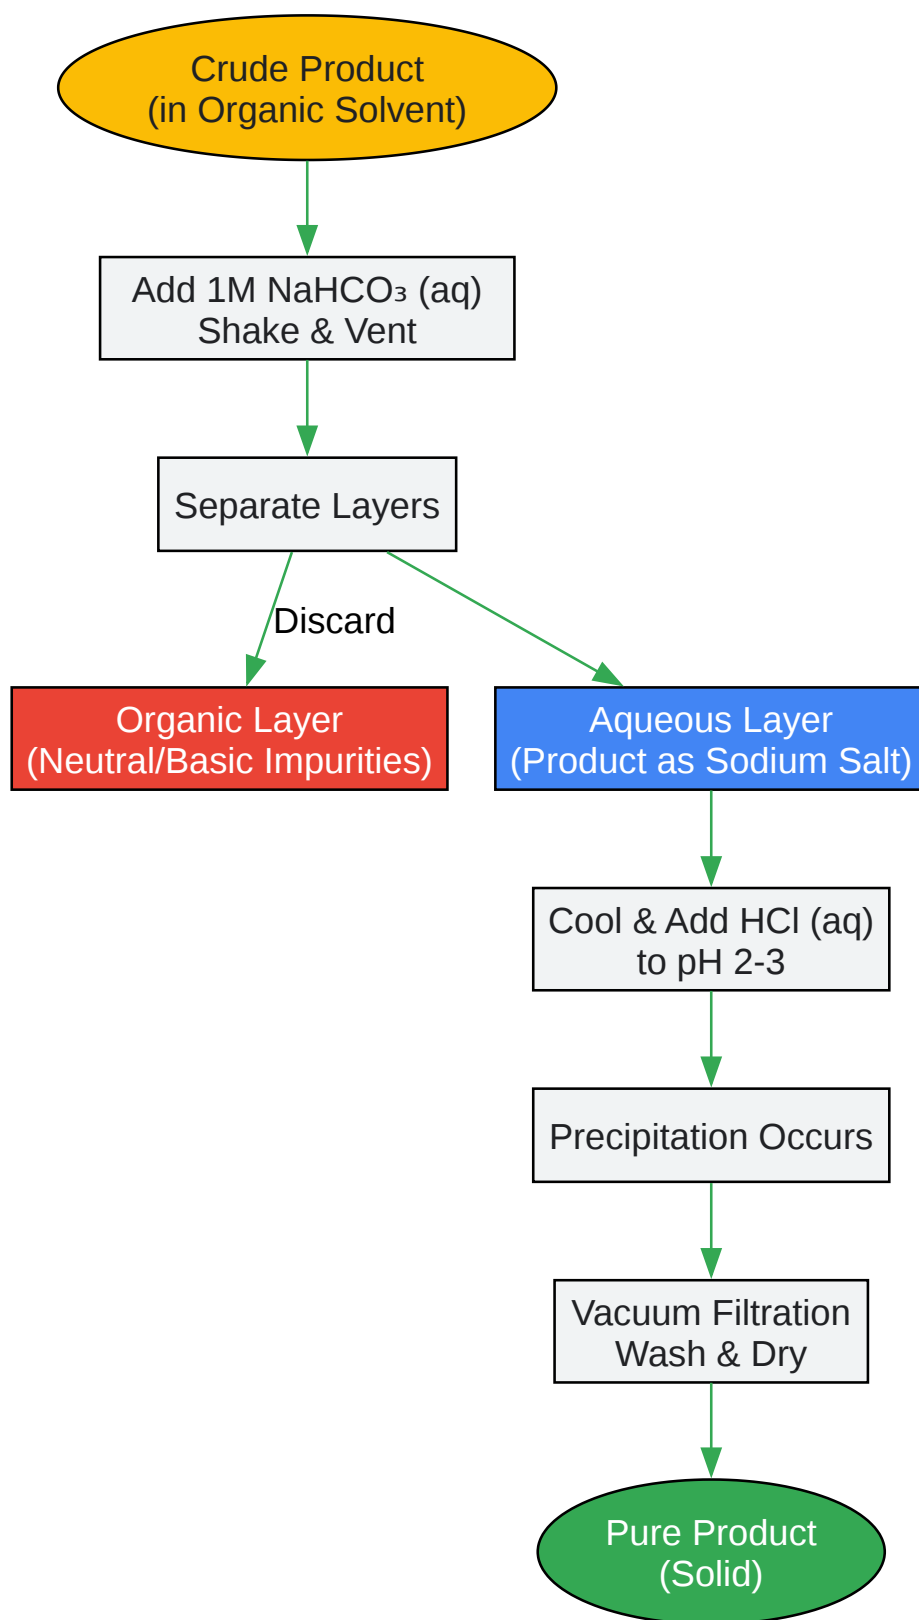 Crude Product
(in Organic Solvent)
Add 1M NaHCO₃ (aq)
Shake & Vent
Separate Layers
Discard
Organic Layer
(Neutral/Basic Impurities)
Aqueous Layer
(Product as Sodium Salt)
Cool & Add HCl (aq)
to pH 2-3
Precipitation Occurs
Vacuum Filtration
Wash & Dry
Pure Product
(Solid)